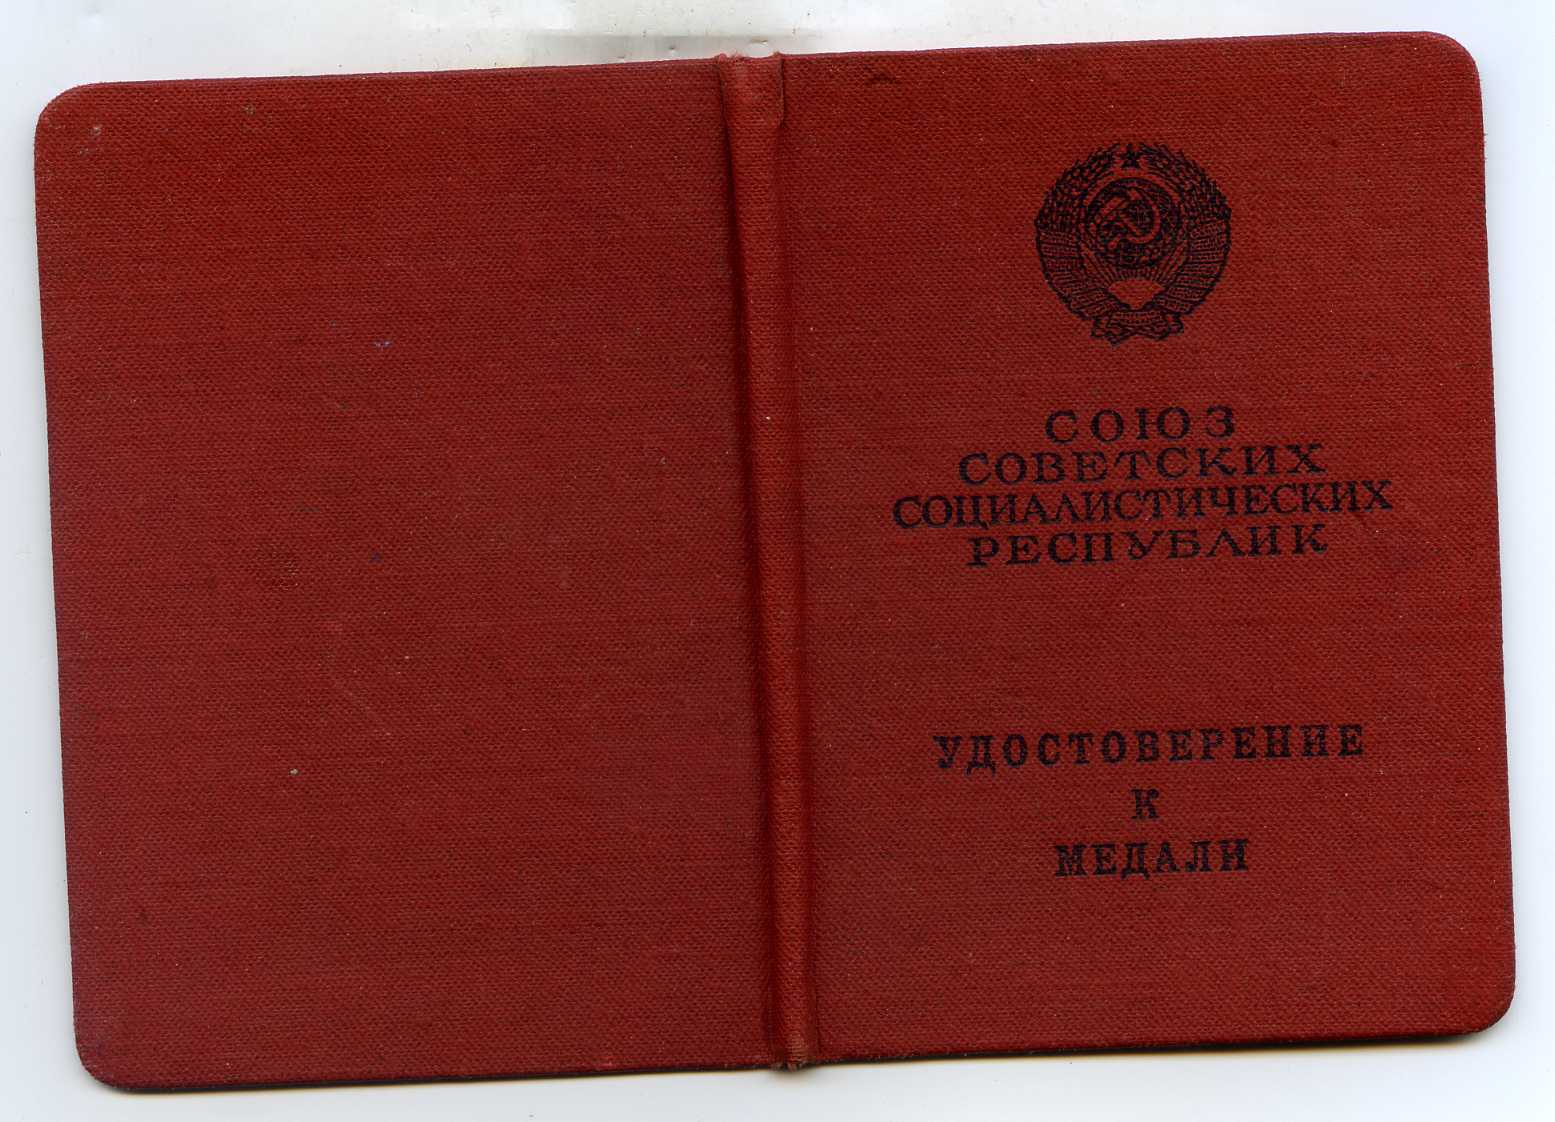 СОЮЗ
СОВЕТСКИХ
СОЦИАЛИСТИЧЕСКИХ
РЕСПУБЛИК
УДОСТОВЕРЕНИЕ
К
МЕДАЛИ